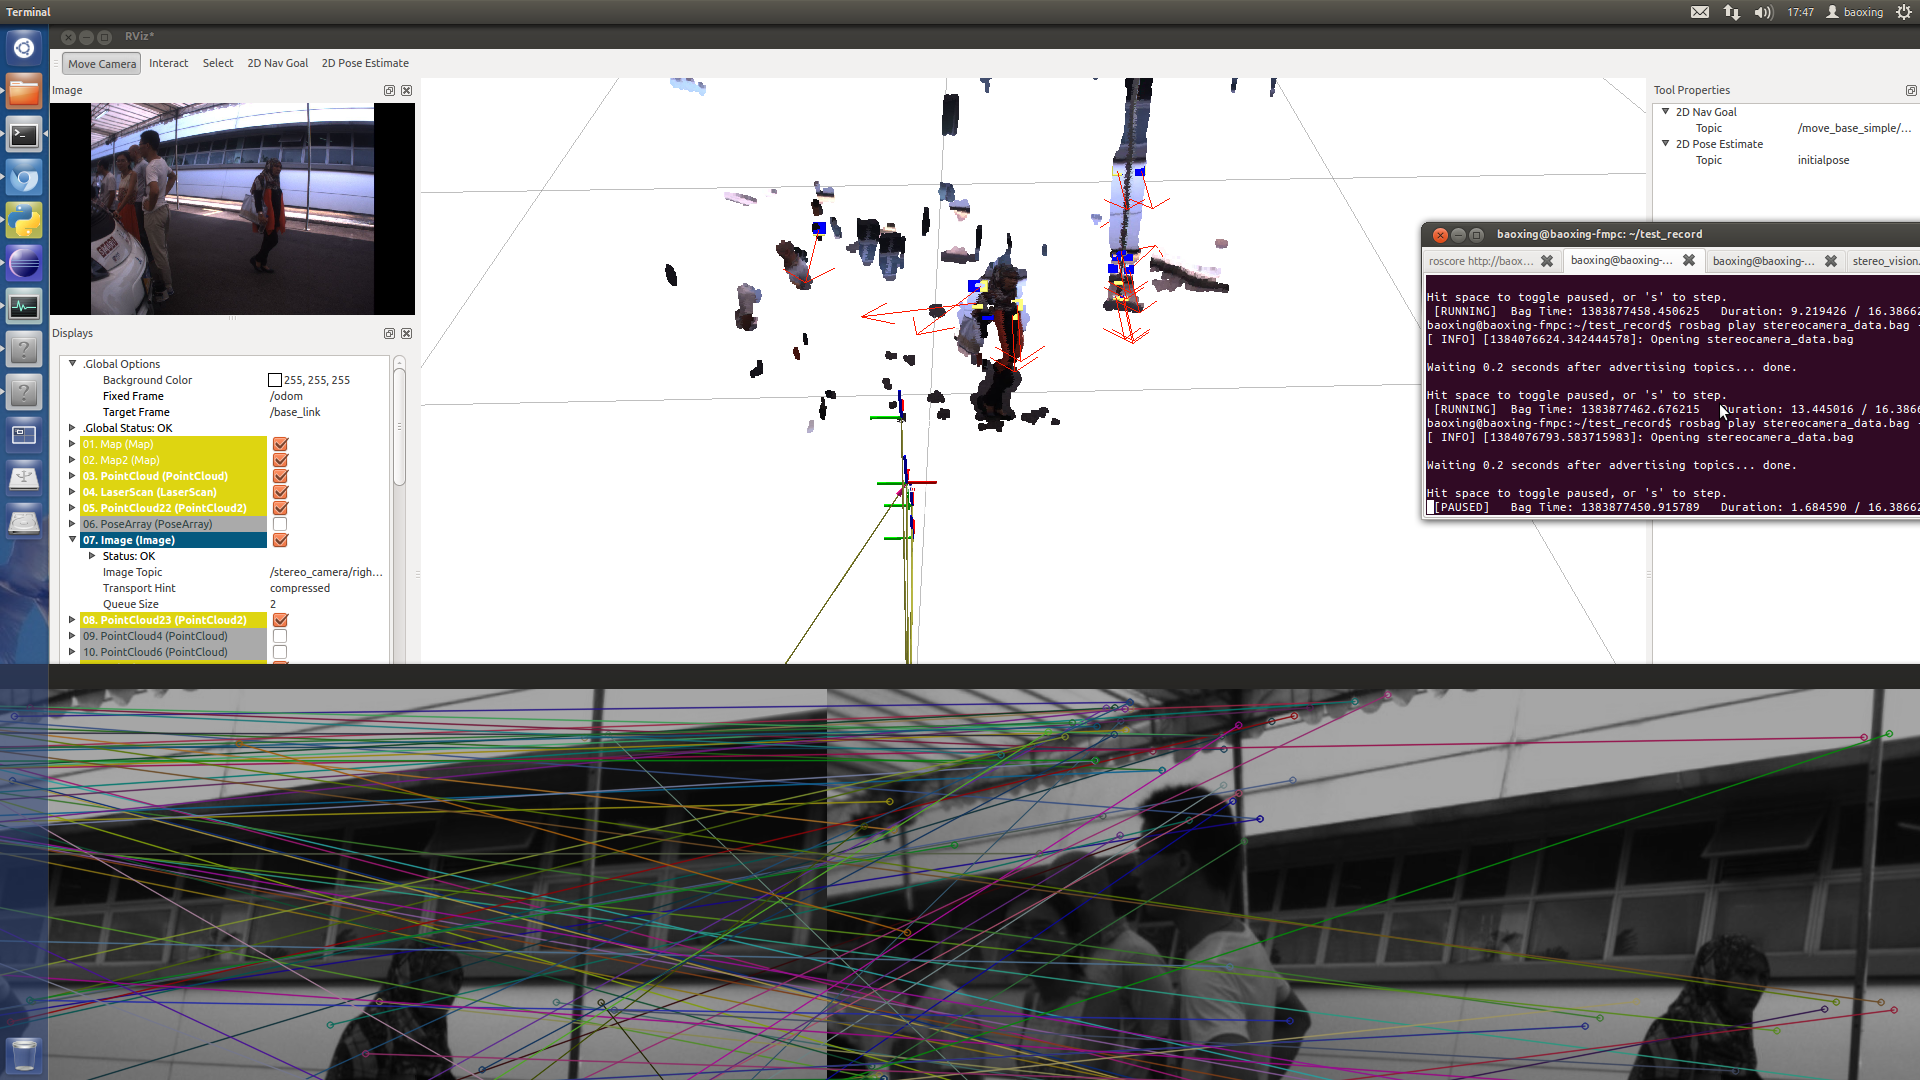 Terminal
17:47
baoxing
RViz*
Move Camera
Interact
Select
2D Nav Goal
2D Pose Estimate
Image
Displays
.Global Options
Background Color
255, 255, 255
Fixed Frame
/odom
Target Frame
/base_link
.Global Status: OK
01. Map (Map)
02. Map2 (Map)
03. PointCloud (PointCloud)
04. LaserScan (LaserScan)
05. PointCloud22 (PointCloud2)
06. PoseArray (PoseArray)
07. Image (Image)
Status: OK
Image Topic
/stereo_camera/righ...
Transport Hint
compressed
Queue Size
2
08. PointCloud23 (PointCloud2)
09. PointCloud4 (PointCloud)
10. PointCloud6 (PointCloud)
Tool Properties
2D Nav Goal
Topic
/move_base_simple/...
2D Pose Estimate
Topic
initialpose
baoxing@baoxing-fmpc: ~/test_record
roscore http://baox...
baoxing@baoxing-...
baoxing@baoxing-...
stereo_vision.
Hit space to toggle paused, or 's' to step.
[RUNNING] Bag Time: 1383877458.450625 Duration: 9.219426 / 16.38662
baoxing@baoxing-fmpc:~/test_record$ rosbag play stereocamera_data.bag -
[ INFO] [1384076624.342444578]: Opening stereocamera_data.bag
Waiting 0.2 seconds after advertising topics... done.
Hit space to toggle paused, or 's' to step.
[RUNNING] Bag Time: 1383877462.676215 Duration: 13.445016 / 16.3866
baoxing@baoxing-fmpc:~/test_record$ rosbag play stereocamera_data.bag -
[ INFO] [1384076793.583715983]: Opening stereocamera_data.bag
Waiting 0.2 seconds after advertising topics... done.
Hit space to toggle paused, or 's' to step.
[PAUSED] Bag Time: 1383877450.915789 Duration: 1.684590 / 16.38662